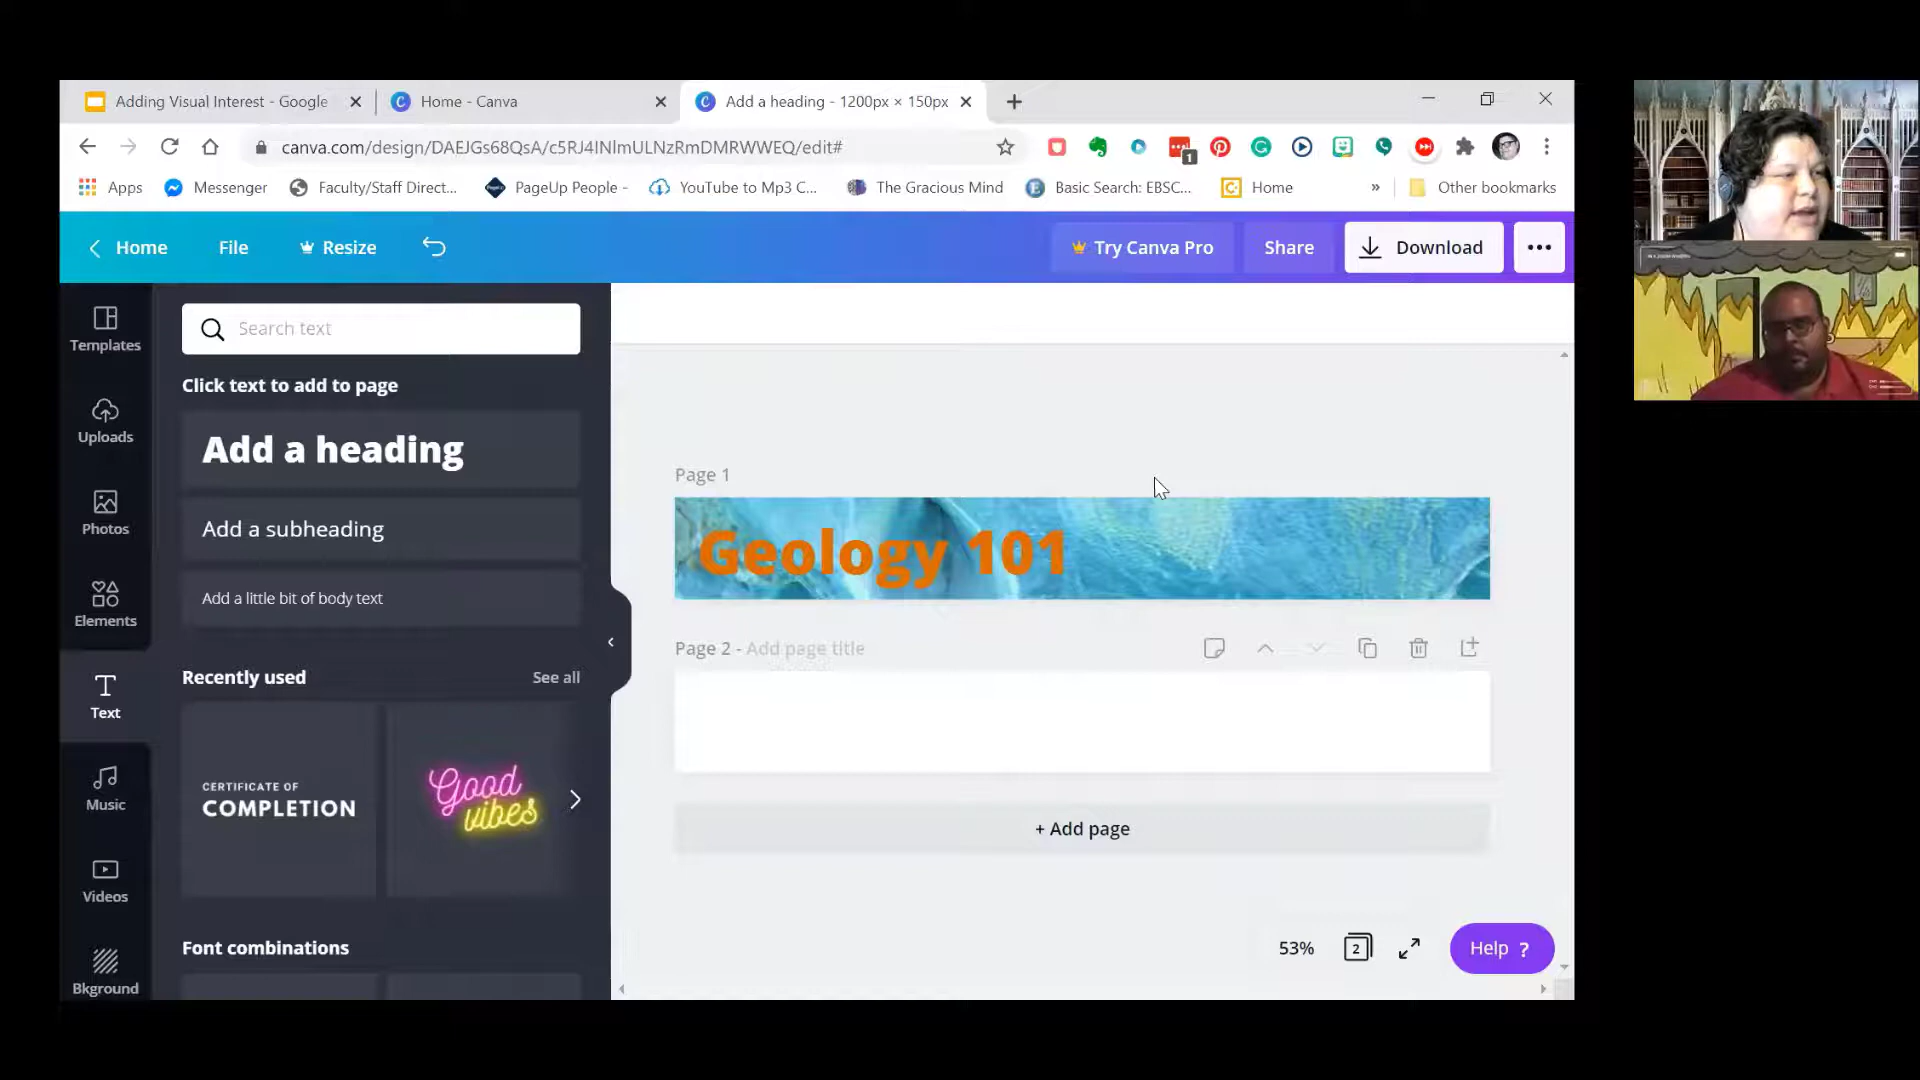 Adding Visual Interest - Google
Home - Canva
Add a heading - 1200px × 150px
canva.com/design/DAEJGs68QsA/c5RJ4lNlmULNzRmDMRWWEQ/edit#
1
Apps
Messenger
Faculty/Staff Direct...
PageUp People -
YouTube to Mp3 C...
The Gracious Mind
Basic Search: EBSC...
Home
»
Other bookmarks
Home
File
Resize
Try Canva Pro
Share
Download
Templates
Uploads
Photos
Elements
Text
Music
Videos
Bkground
Search text
Click text to add to page
Add a heading
Add a subheading
Add a little bit of body text
Recently used
See all
CERTIFICATE OF
COMPLETION
Good
vibes
Font combinations
Page 1
Geology 101
Page 2 - Add page title
+ Add page
53%
2
Help ?